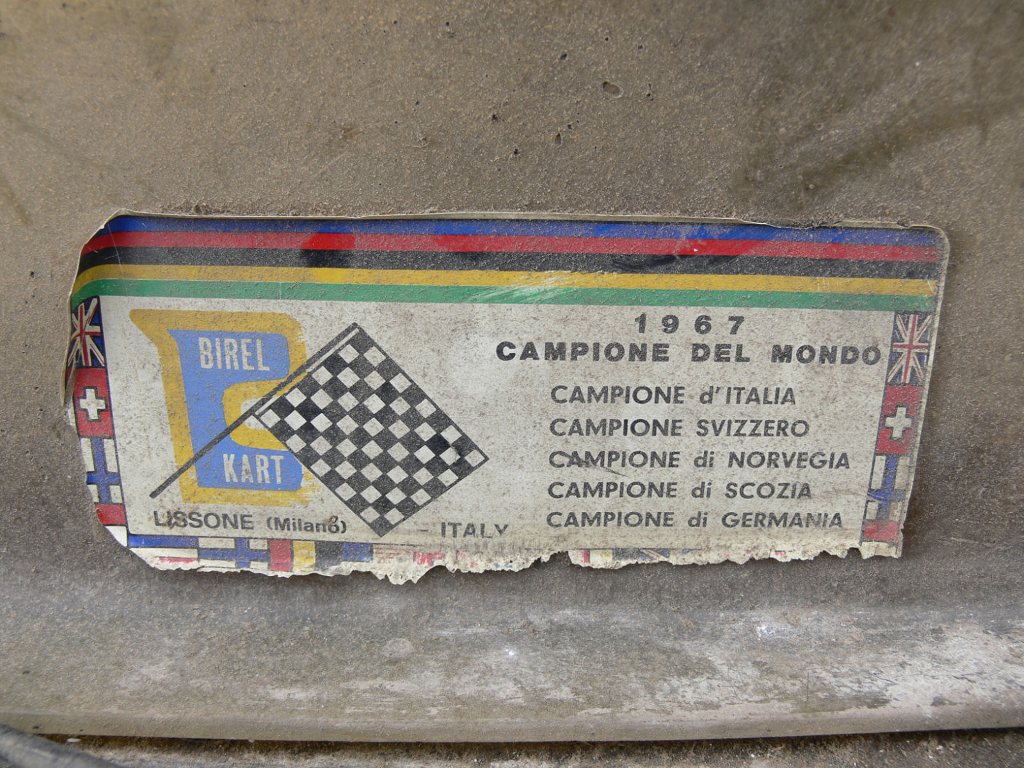 BIREL
KART
LISSONE (Milano) - ITALY
1967
CAMPIONE DEL MONDO
CAMPIONE d'ITALIA
CAMPIONE SVIZZERO
CAMPIONE di NORVEGIA
CAMPIONE di SCOZIA
CAMPIONE di GERMANIA